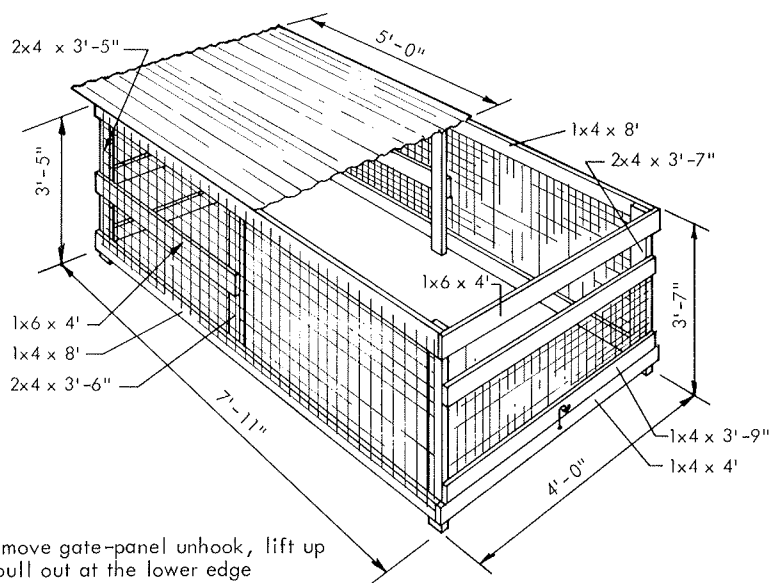 2x4 x 3'-5"
5'-0"
1x4 x 8'
2x4 x 3'-7"
3'-5"
1x6 x 4'
3'-7"
1x6 x 4'
1x4 x 8'
2x4 x 3'-6"
7'-11"
4'-0"
1x4 x 3'-9"
1x4 x 4'
move gate-panel unhook, lift up
pull out at the lower edge